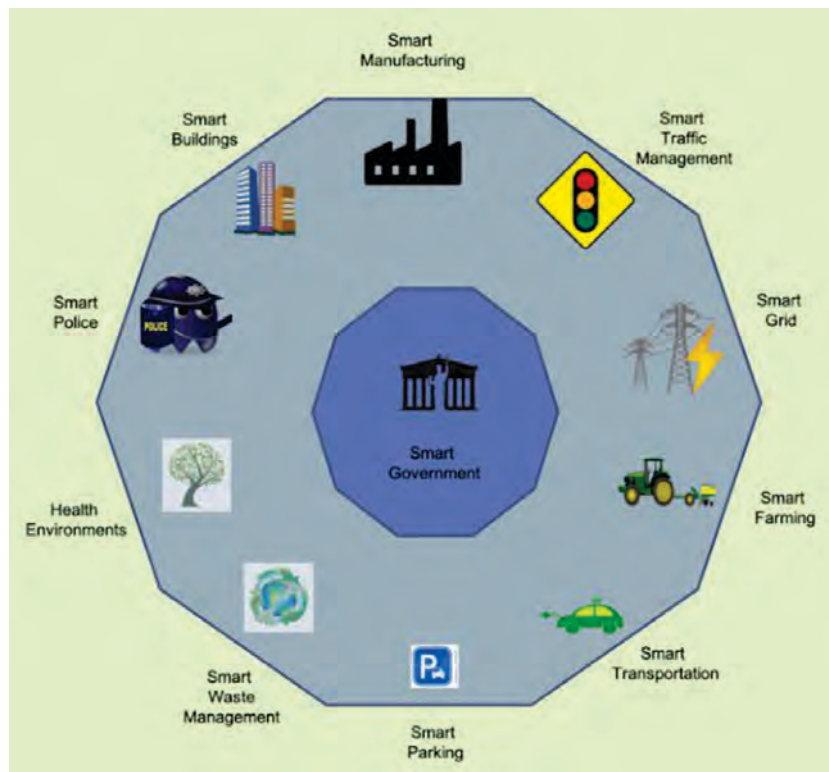 Smart
Manufacturing
Smart
Buildings
Smart
Traffic
Management
Smart
Police
POLICE
Smart
Grid
Smart
Government
Health
Environments
Smart
Farming
Smart
Waste
Management
Smart
Transportation
P
Smart
Parking